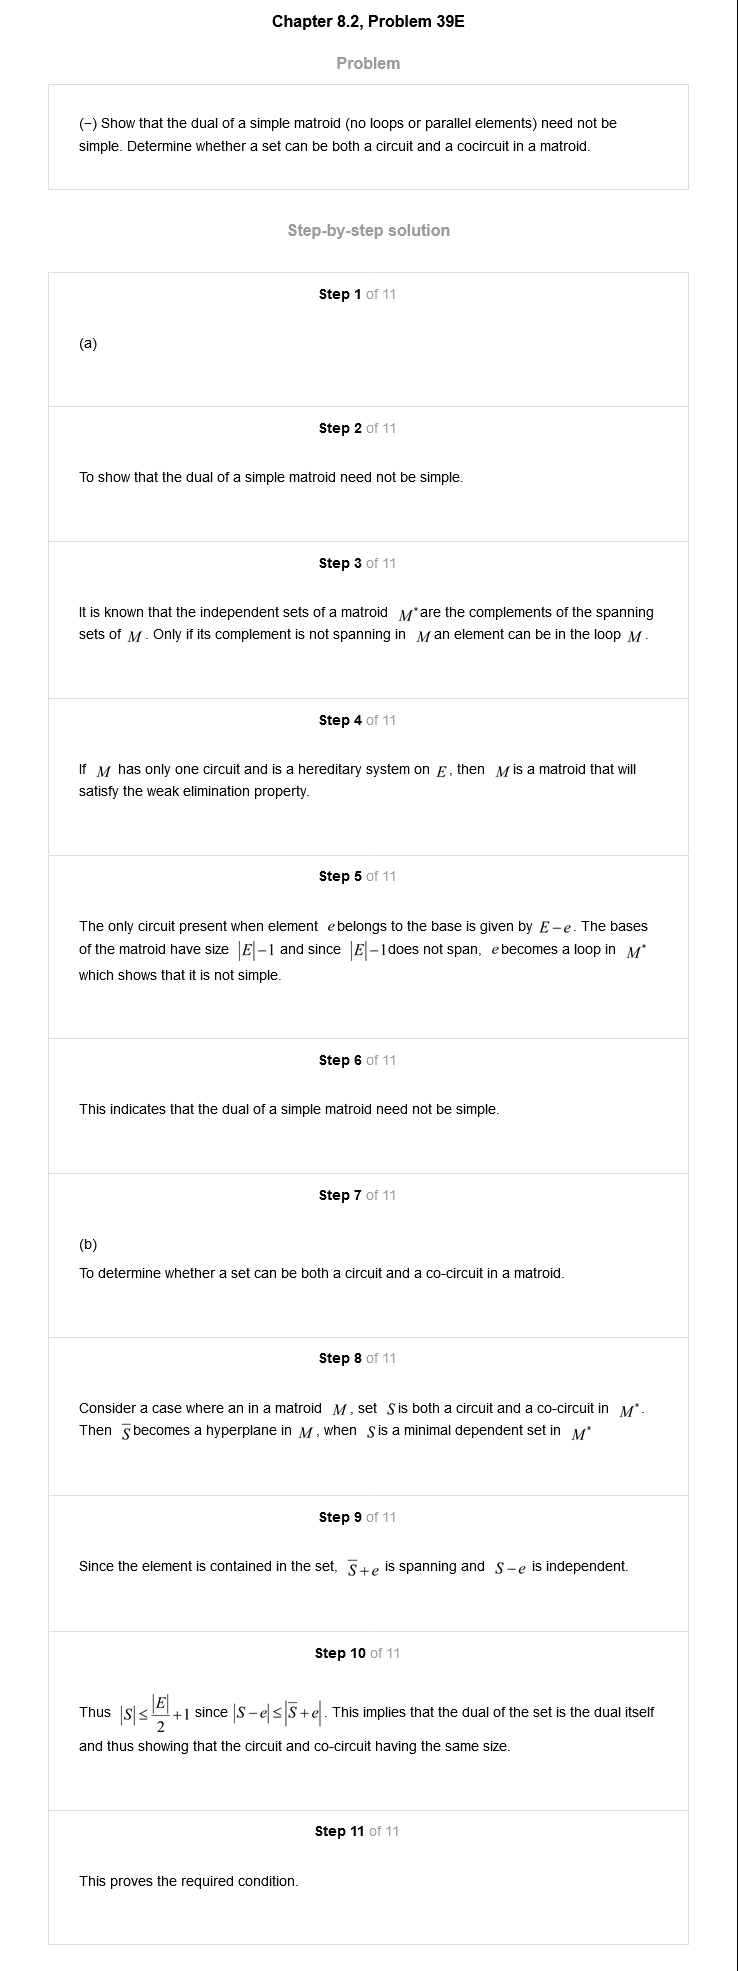 Chapter 8.2, Problem 39E
Problem
(−) Show that the dual of a simple matroid (no loops or parallel elements) need not be
simple. Determine whether a set can be both a circuit and a cocircuit in a matroid.
Step-by-step solution
Step 1 of 11
(a)
Step 2 of 11
To show that the dual of a simple matroid need not be simple.
Step 3 of 11
It is known that the independent sets of a matroid M* are the complements of the spanning
sets of M. Only if its complement is not spanning in M an element can be in the loop M.
Step 4 of 11
If M has only one circuit and is a hereditary system on E, then M is a matroid that will
satisfy the weak elimination property.
Step 5 of 11
The only circuit present when element e belongs to the base is given by E−e. The bases
of the matroid have size |E|−1 and since |E|−1 does not span, e becomes a loop in M*
which shows that it is not simple.
Step 6 of 11
This indicates that the dual of a simple matroid need not be simple.
Step 7 of 11
(b)
To determine whether a set can be both a circuit and a co-circuit in a matroid.
Step 8 of 11
Consider a case where an in a matroid M, set S is both a circuit and a co-circuit in M*.
Then S̅ becomes a hyperplane in M, when S is a minimal dependent set in M*
Step 9 of 11
Since the element is contained in the set, S̅+e is spanning and S−e is independent.
Step 10 of 11
Thus |S|≤|E|/2+1 since |S−e|≤|S̅+e|. This implies that the dual of the set is the dual itself
and thus showing that the circuit and co-circuit having the same size.
Step 11 of 11
This proves the required condition.